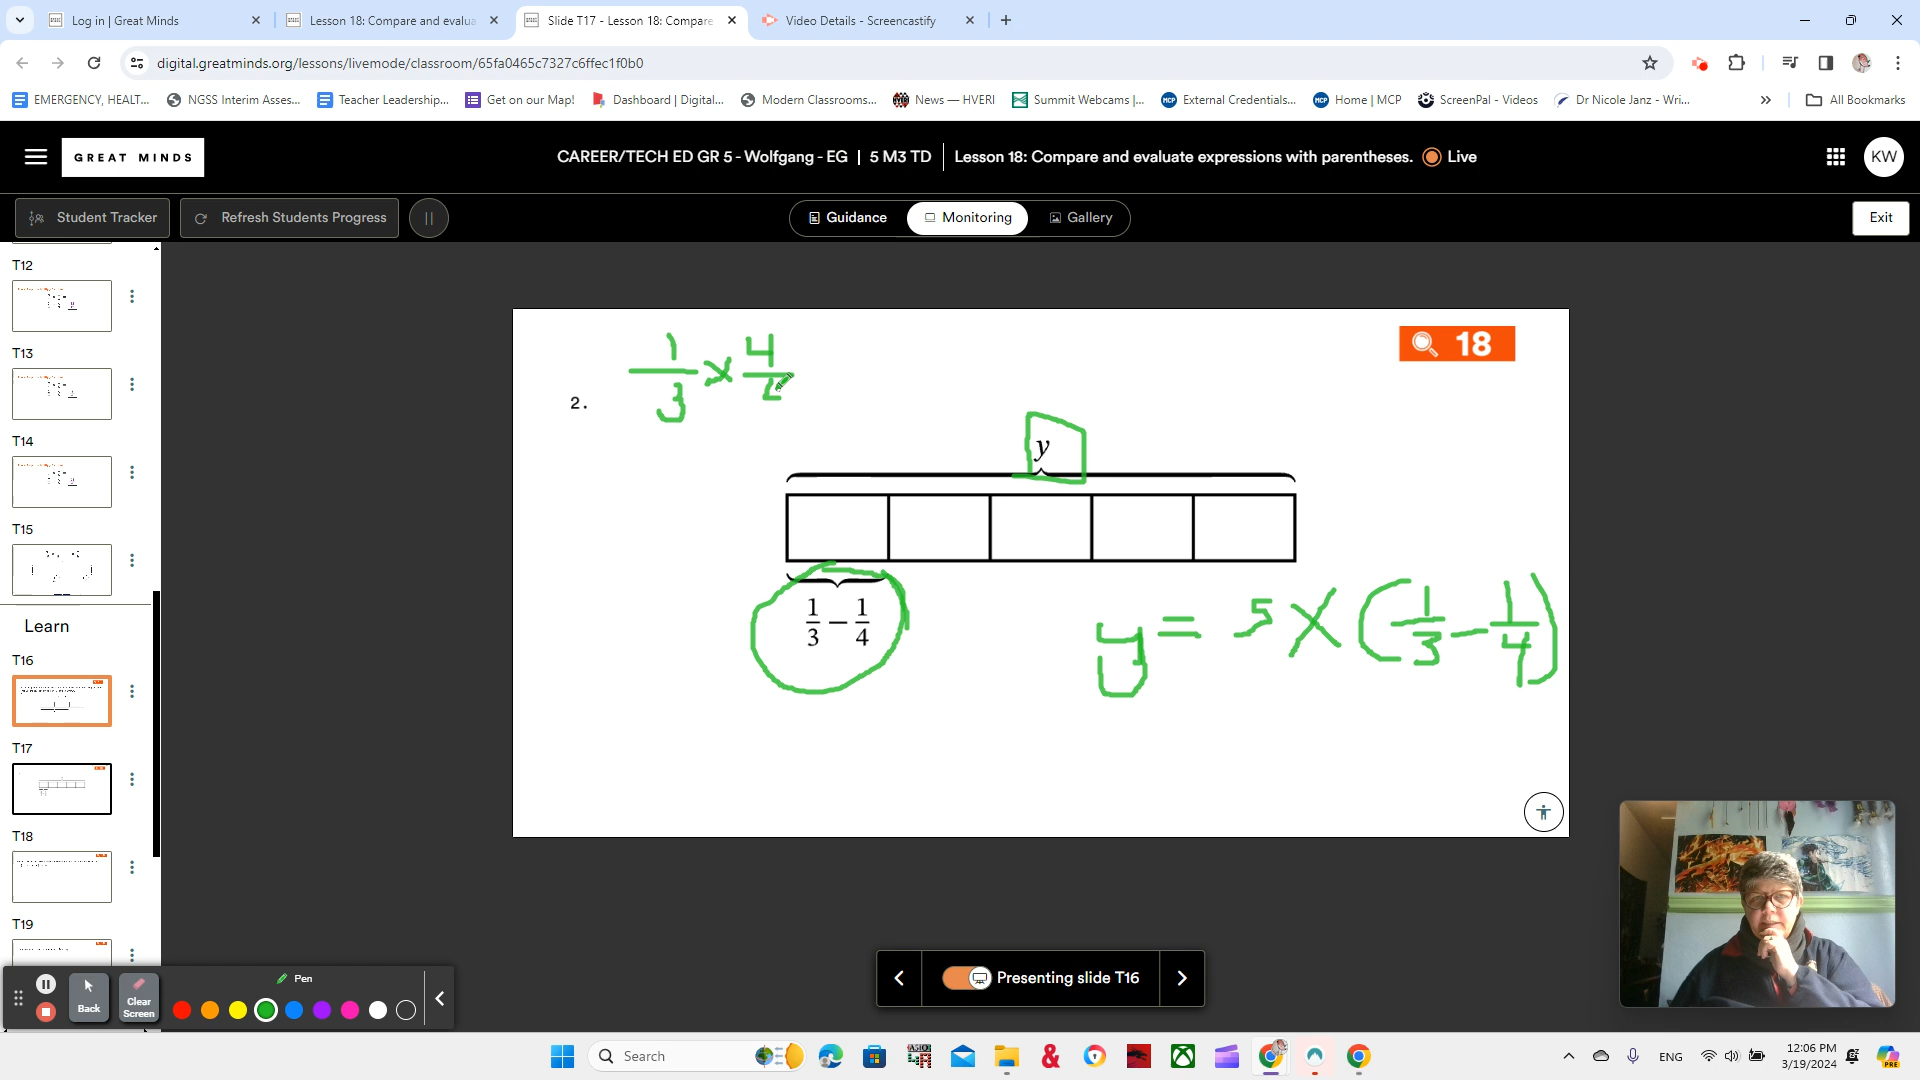 Log in | Great Minds
Lesson 18: Compare and evalua
Slide T17 - Lesson 18: Compare
Video Details - Screencastify
digital.greatminds.org/lessons/livemode/classroom/65fa0465c7327c6ffec1f0b0
EMERGENCY, HEALT...
NGSS Interim Asses...
Teacher Leadership...
Get on our Map!
Dashboard | Digital...
Modern Classrooms...
News — HVERI
Summit Webcams |...
External Credentials...
Home | MCP
ScreenPal - Videos
Dr Nicole Janz - Wri...
All Bookmarks
GREAT MINDS
CAREER/TECH ED GR 5 - Wolfgang - EG | 5 M3 TD
Lesson 18: Compare and evaluate expressions with parentheses.
Live
KW
Student Tracker
Refresh Students Progress
Guidance
Monitoring
Gallery
Exit
T12
T13
T14
T15
Learn
T16
T17
T18
T19
18
1/3 × 4/
2.
y
1/3 − 1/4
y = 5 × (1/3 − 1/4)
Pen
Back
Clear Screen
Presenting slide T16
Search
ENG
12:06 PM
3/19/2024